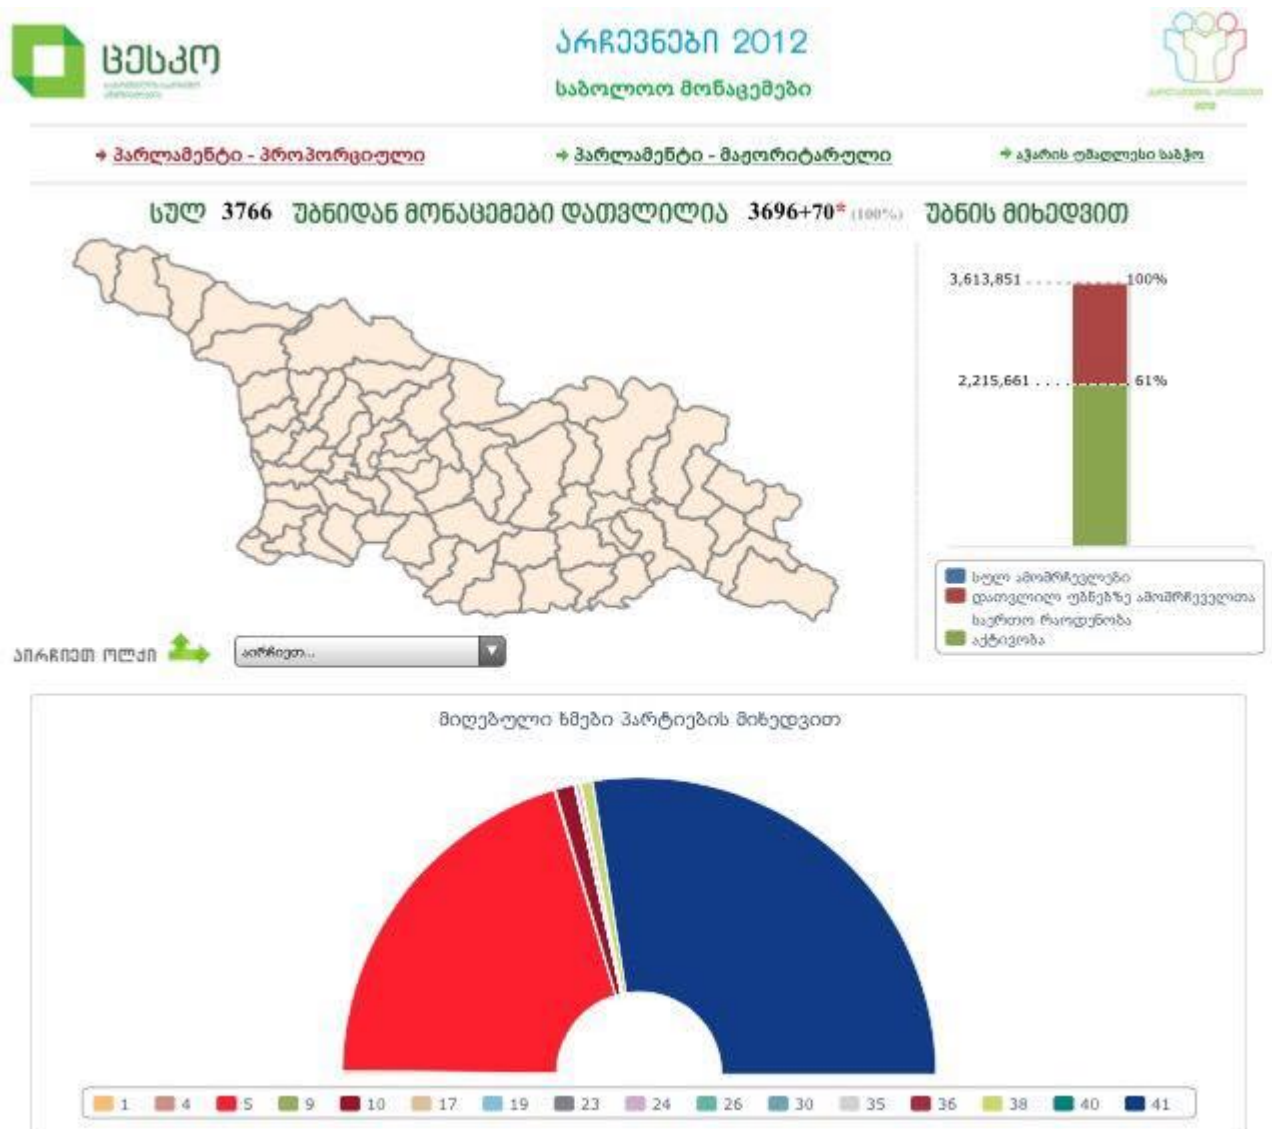 ცესკო
არჩევნები 2012
საბოლოო მონაცემები
პარლამენტი - პროპორციული
პარლამენტი - მაჟორიტარული
აჭარის უმაღლესი საბჭო
სულ 3766 უბნიდან მონაცემები დათვლილია 3696+70* (100%) უბნის მიხედვით
3,613,851 100%
2,215,661 61%
სულ ამომრჩევლები
დათვლილ უბნებზე ამომრჩეველთა
საერთო რაოდენობა
აქტივობა
აირჩიეთ ოლქი
აირჩიეთ...
მიღებული ხმები პარტიების მიხედვით
1 4 5 9 10 17 19 23 24 26 30 35 36 38 40 41